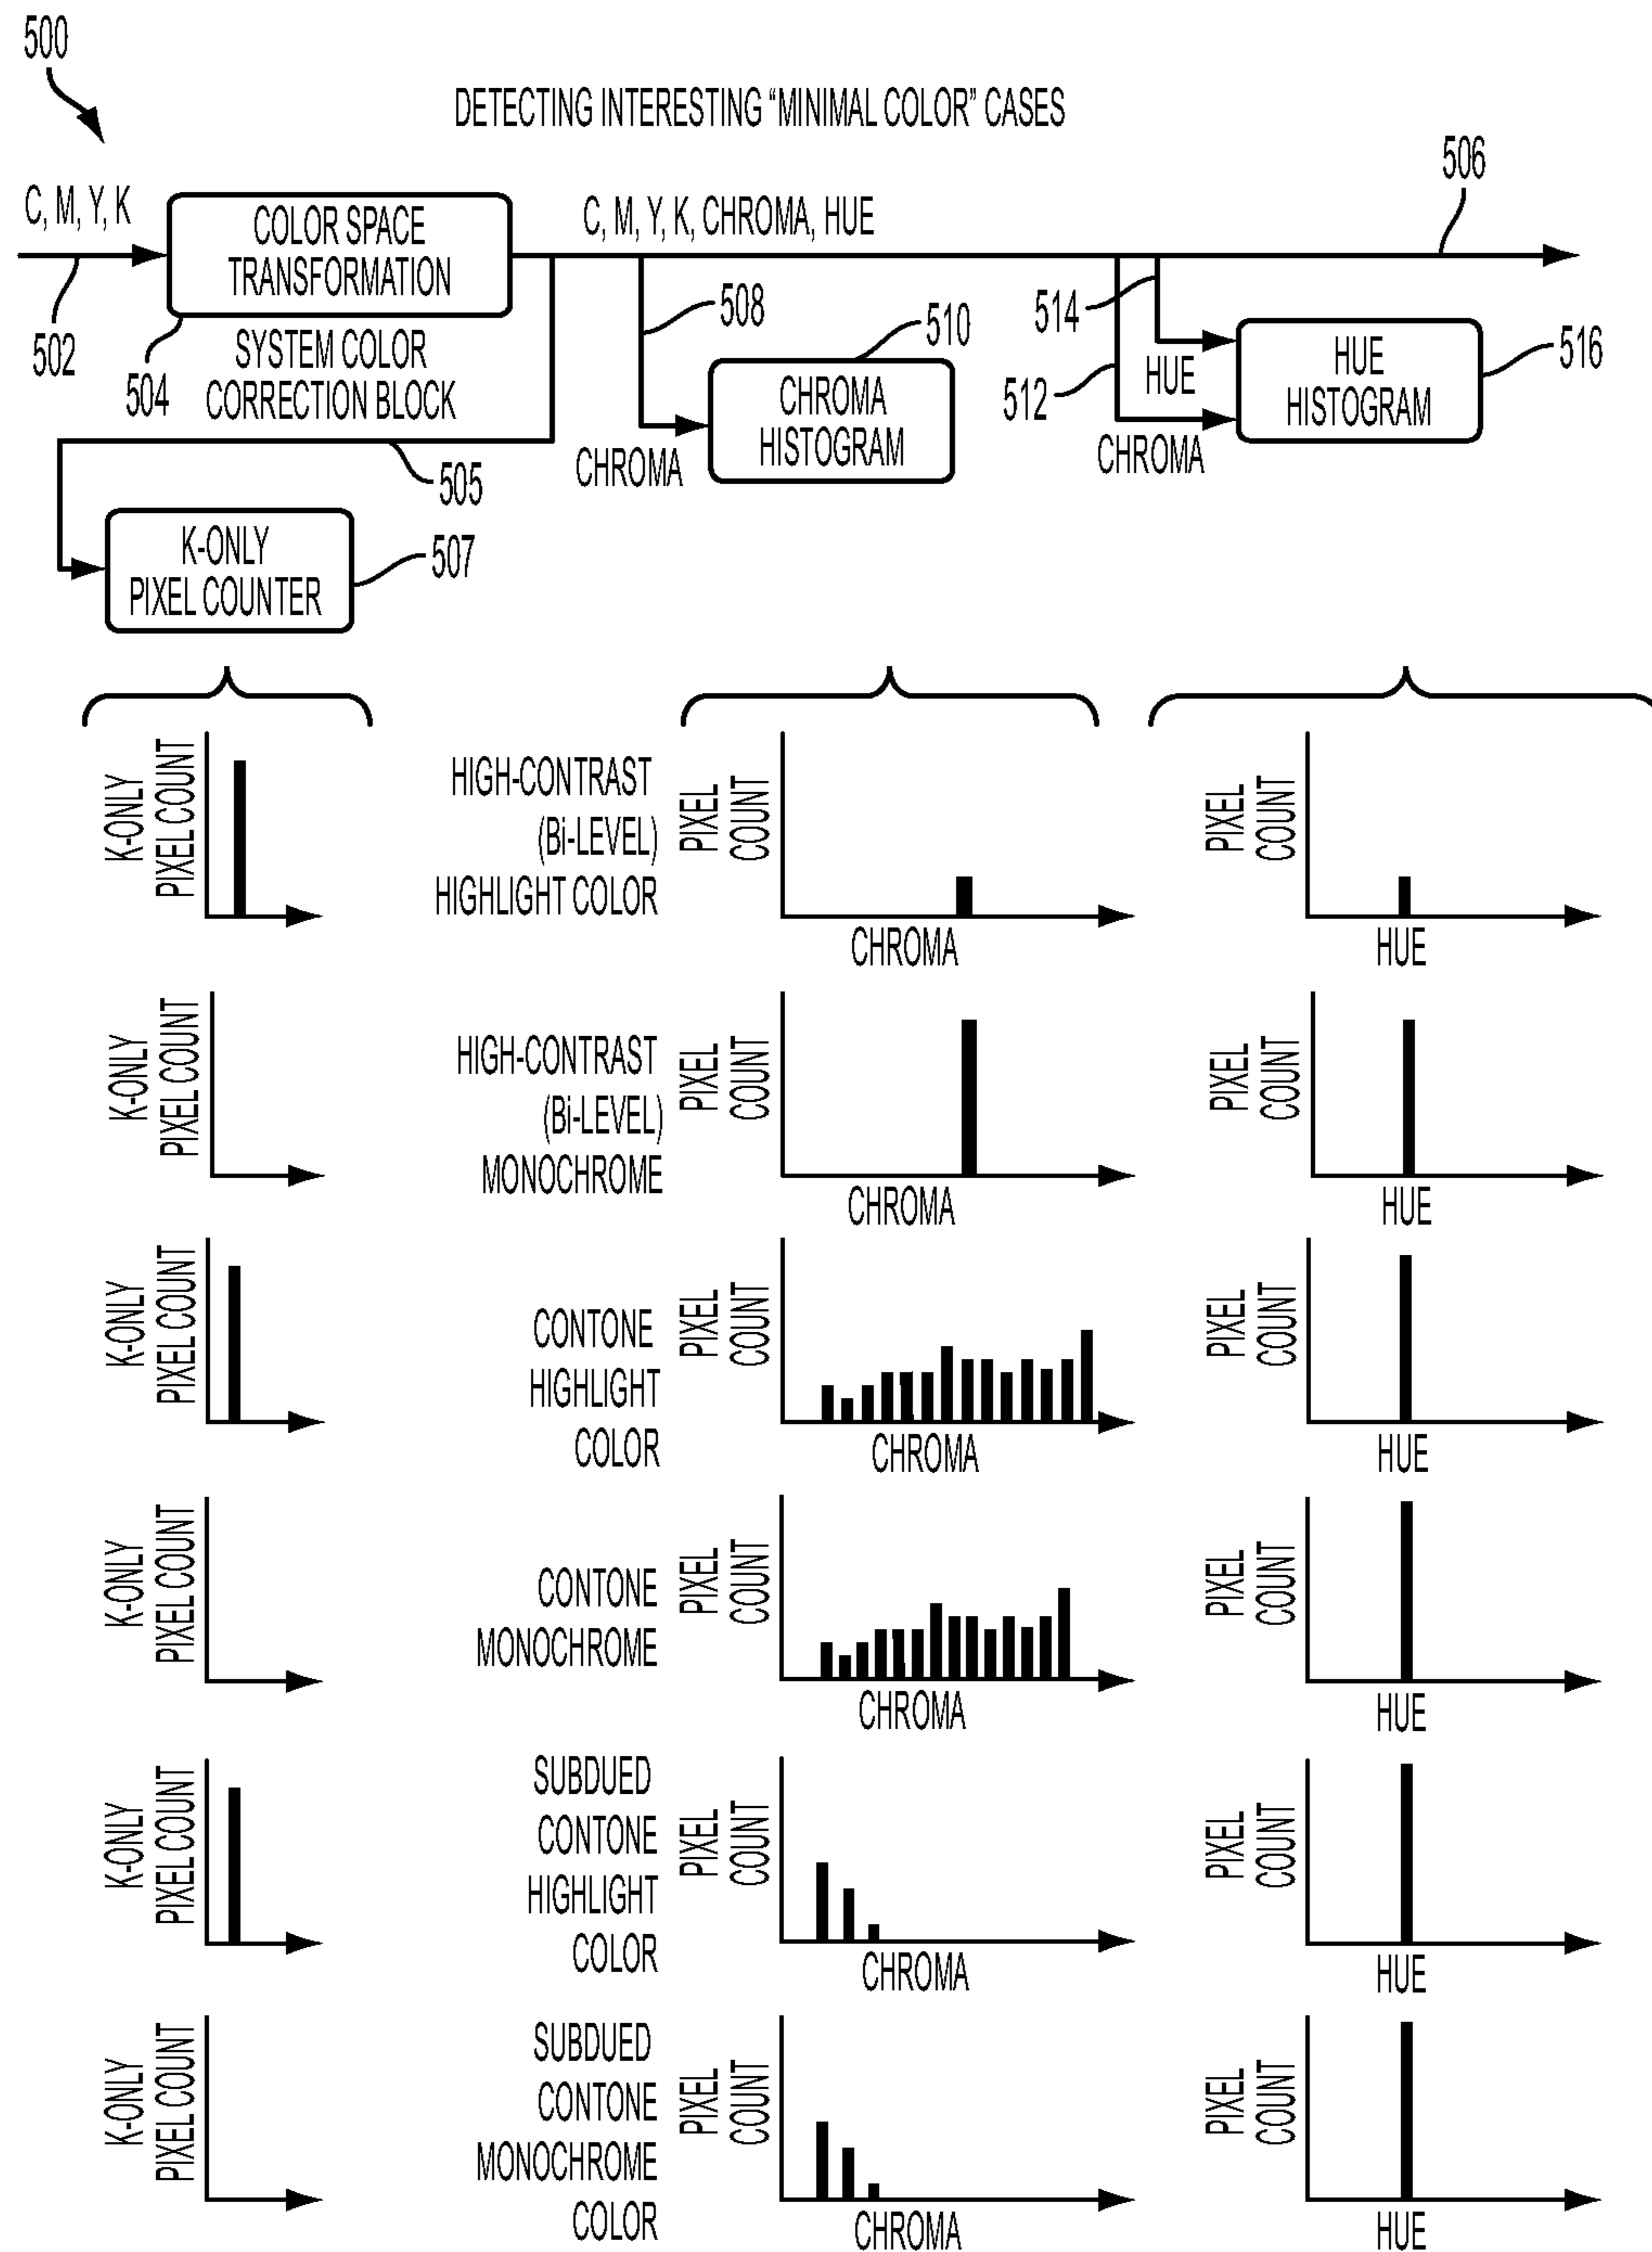 500
DETECTING INTERESTING "MINIMAL COLOR" CASES
506
C, M, Y, K
COLOR SPACE
TRANSFORMATION
C, M, Y, K, CHROMA, HUE
502
504
SYSTEM COLOR
CORRECTION BLOCK
508
510
514
512
HUE
HUE
HISTOGRAM
516
CHROMA
HISTOGRAM
CHROMA
CHROMA
505
K-ONLY
PIXEL COUNTER
507
K-ONLY
PIXEL COUNT
HIGH-CONTRAST
(Bi-LEVEL)
HIGHLIGHT COLOR
PIXEL
COUNT
CHROMA
PIXEL
COUNT
HUE
K-ONLY
PIXEL COUNT
HIGH-CONTRAST
(Bi-LEVEL)
MONOCHROME
PIXEL
COUNT
CHROMA
PIXEL
COUNT
HUE
K-ONLY
PIXEL COUNT
CONTONE
HIGHLIGHT
COLOR
PIXEL
COUNT
CHROMA
PIXEL
COUNT
HUE
K-ONLY
PIXEL COUNT
CONTONE
MONOCHROME
PIXEL
COUNT
CHROMA
PIXEL
COUNT
HUE
K-ONLY
PIXEL COUNT
SUBDUED
CONTONE
HIGHLIGHT
COLOR
PIXEL
COUNT
CHROMA
PIXEL
COUNT
HUE
K-ONLY
PIXEL COUNT
SUBDUED
CONTONE
MONOCHROME
COLOR
PIXEL
COUNT
CHROMA
PIXEL
COUNT
HUE